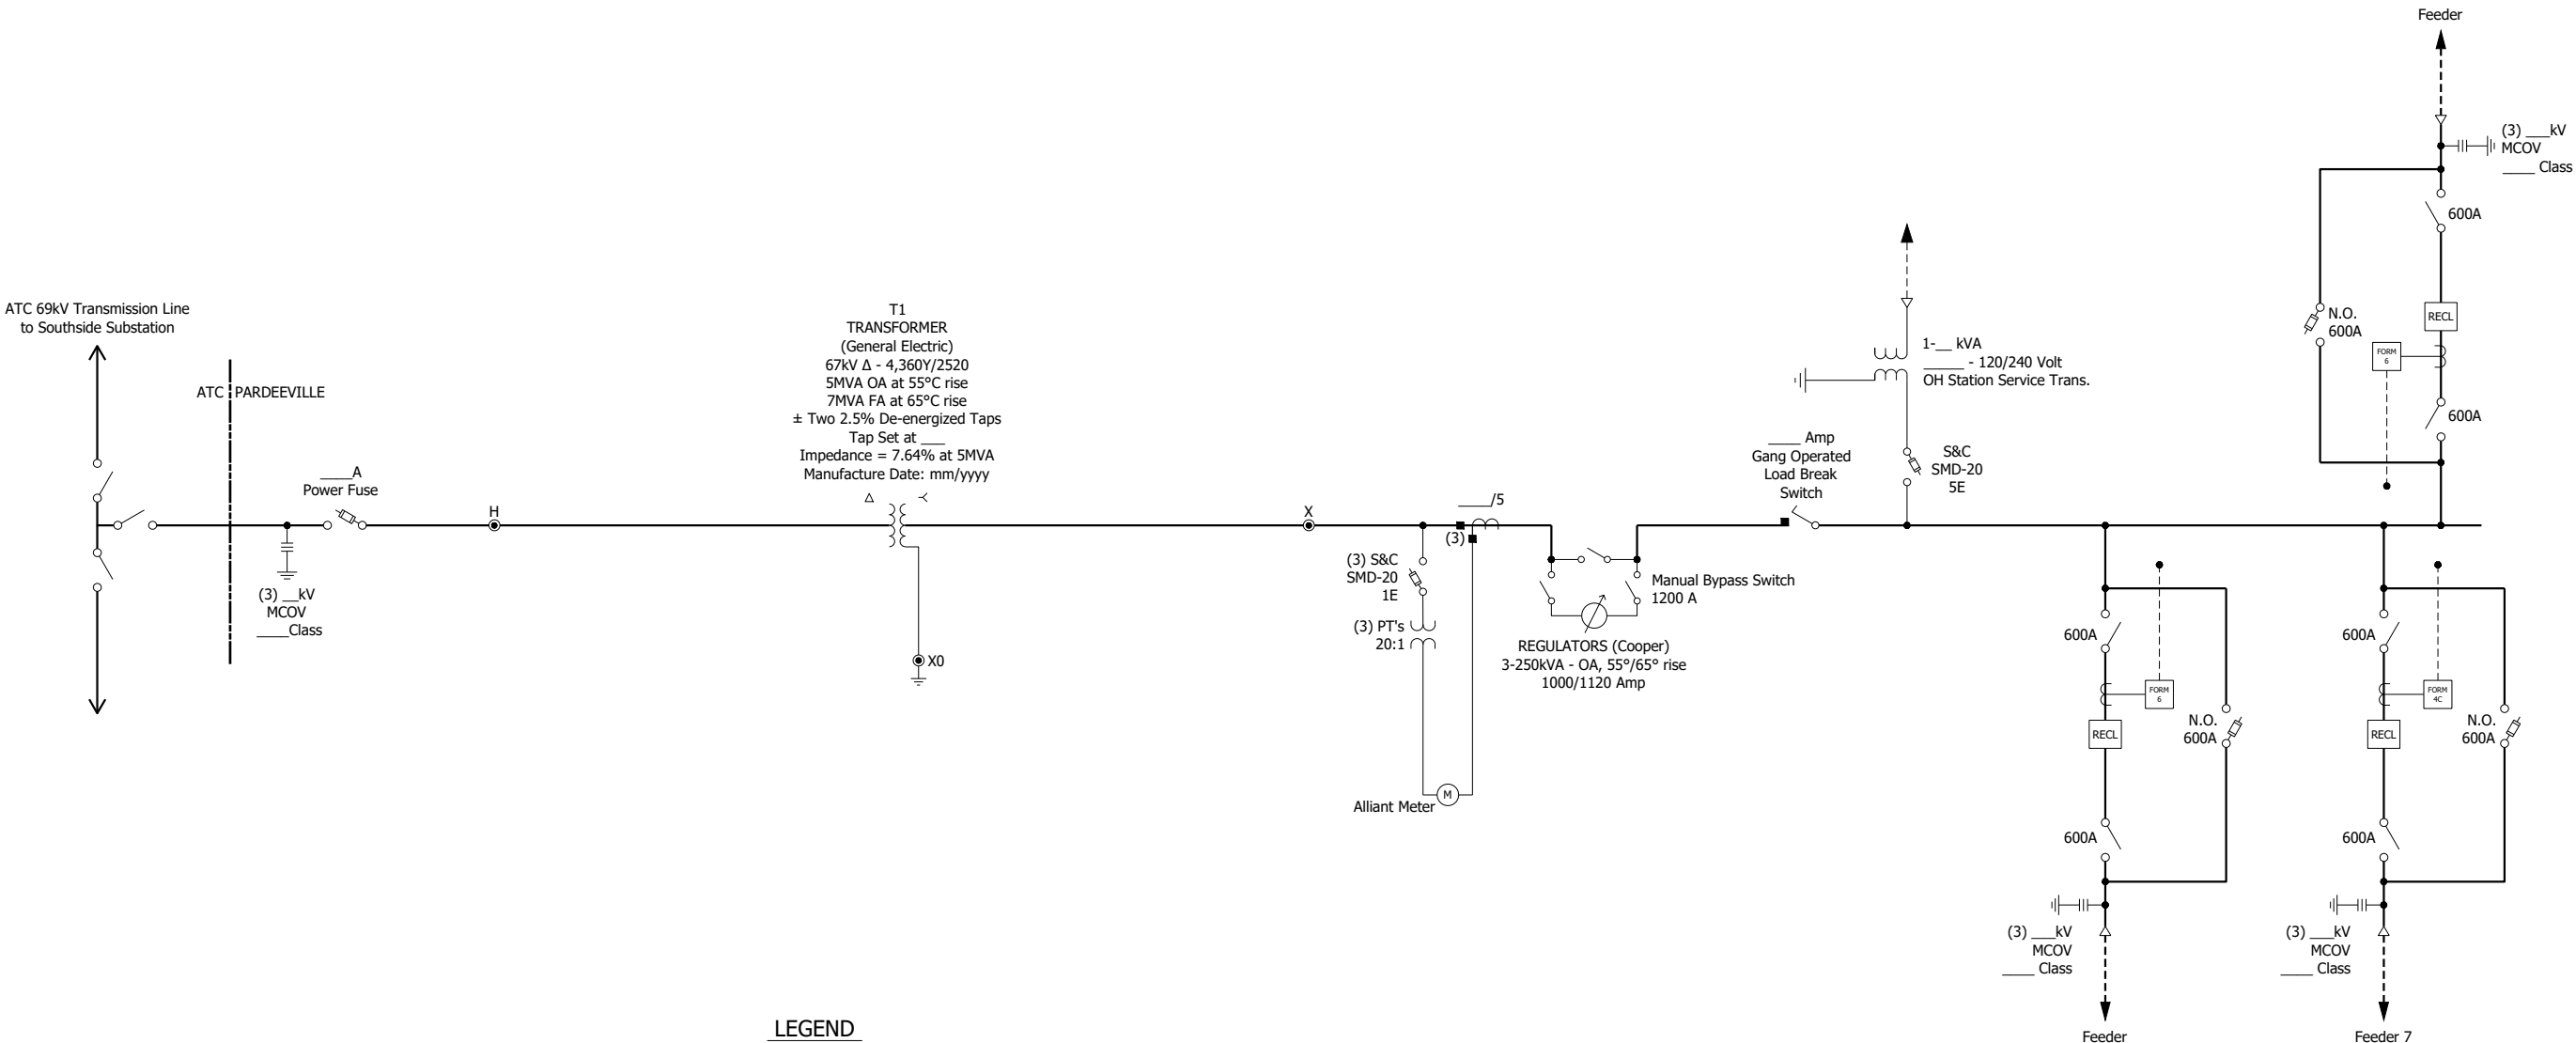 Feeder
(3) ___kV
MCOV
____ Class
600A
N.O.
600A
RECL
FORM
6
600A
ATC 69kV Transmission Line
to Southside Substation
ATC PARDEEVILLE
____A
Power Fuse
(3) __kV
MCOV
____Class
H
T1
TRANSFORMER
(General Electric)
67kV Δ - 4,360Y/2520
5MVA OA at 55°C rise
7MVA FA at 65°C rise
± Two 2.5% De-energized Taps
Tap Set at ___
Impedance = 7.64% at 5MVA
Manufacture Date: mm/yyyy
X0
X
____/5
(3)
(3) S&C
SMD-20
1E
(3) PT's
20:1
Alliant Meter
M
Manual Bypass Switch
1200 A
REGULATORS (Cooper)
3-250kVA - OA, 55°/65° rise
1000/1120 Amp
____ Amp
Gang Operated
Load Break
Switch
1-__ kVA
_____ - 120/240 Volt
OH Station Service Trans.
S&C
SMD-20
5E
600A
FORM
6
RECL
N.O.
600A
600A
(3) ___kV
MCOV
____ Class
Feeder
600A
FORM
4C
RECL
N.O.
600A
600A
(3) ___kV
MCOV
____ Class
Feeder 7
LEGEND